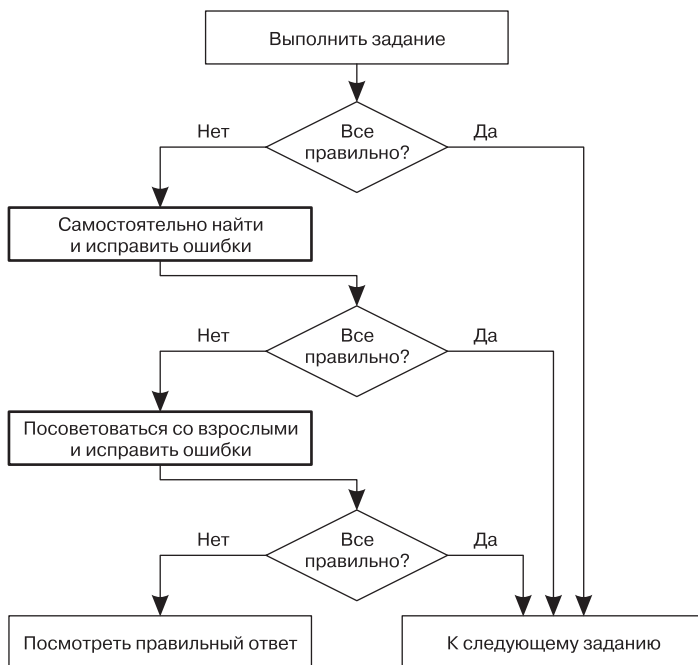 Выполнить задание
Все
правильно?
Нет
Да
Самостоятельно найти
и исправить ошибки
Все
правильно?
Нет
Да
Посоветоваться со взрослыми
и исправить ошибки
Все
правильно?
Нет
Да
Посмотреть правильный ответ
К следующему заданию